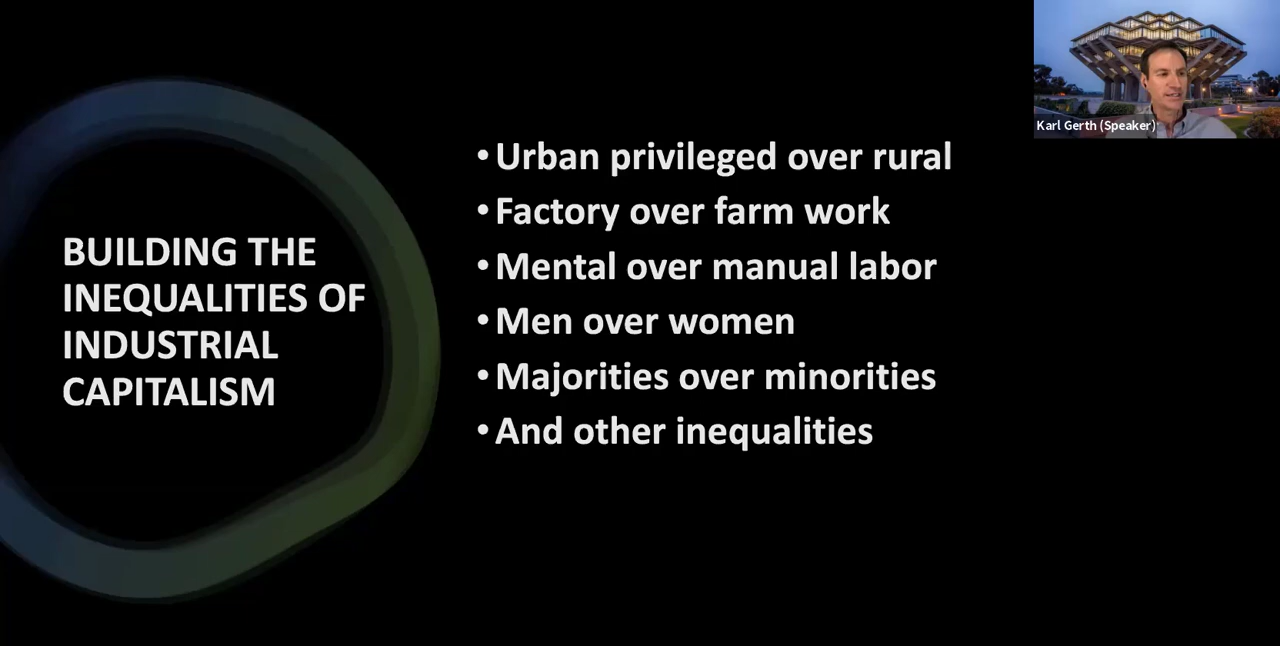 BUILDING THE
INEQUALITIES OF
INDUSTRIAL
CAPITALISM
• Urban privileged over rural
• Factory over farm work
• Mental over manual labor
• Men over women
• Majorities over minorities
• And other inequalities
Karl Gerth (Speaker)